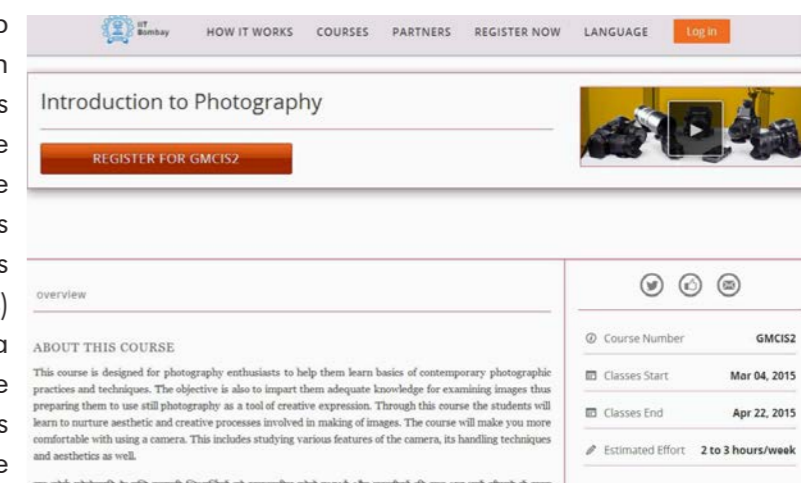 IIT
Bombay
HOW IT WORKS COURSES PARTNERS REGISTER NOW LANGUAGE Log in
Introduction to Photography
REGISTER FOR GMCIS2
overview
ABOUT THIS COURSE
This course is designed for photography enthusiasts to help them learn basics of contemporary photographic
practices and techniques. The objective is also to impart them adequate knowledge for examining images thus
preparing them to use still photography as a tool of creative expression. Through this course the students will
learn to nurture aesthetic and creative processes involved in making of images. The course will make you more
comfortable with using a camera. This includes studying various features of the camera, its handling techniques
and aesthetics as well.
Course Number GMCIS2
Classes Start Mar 04, 2015
Classes End Apr 22, 2015
Estimated Effort 2 to 3 hours/week